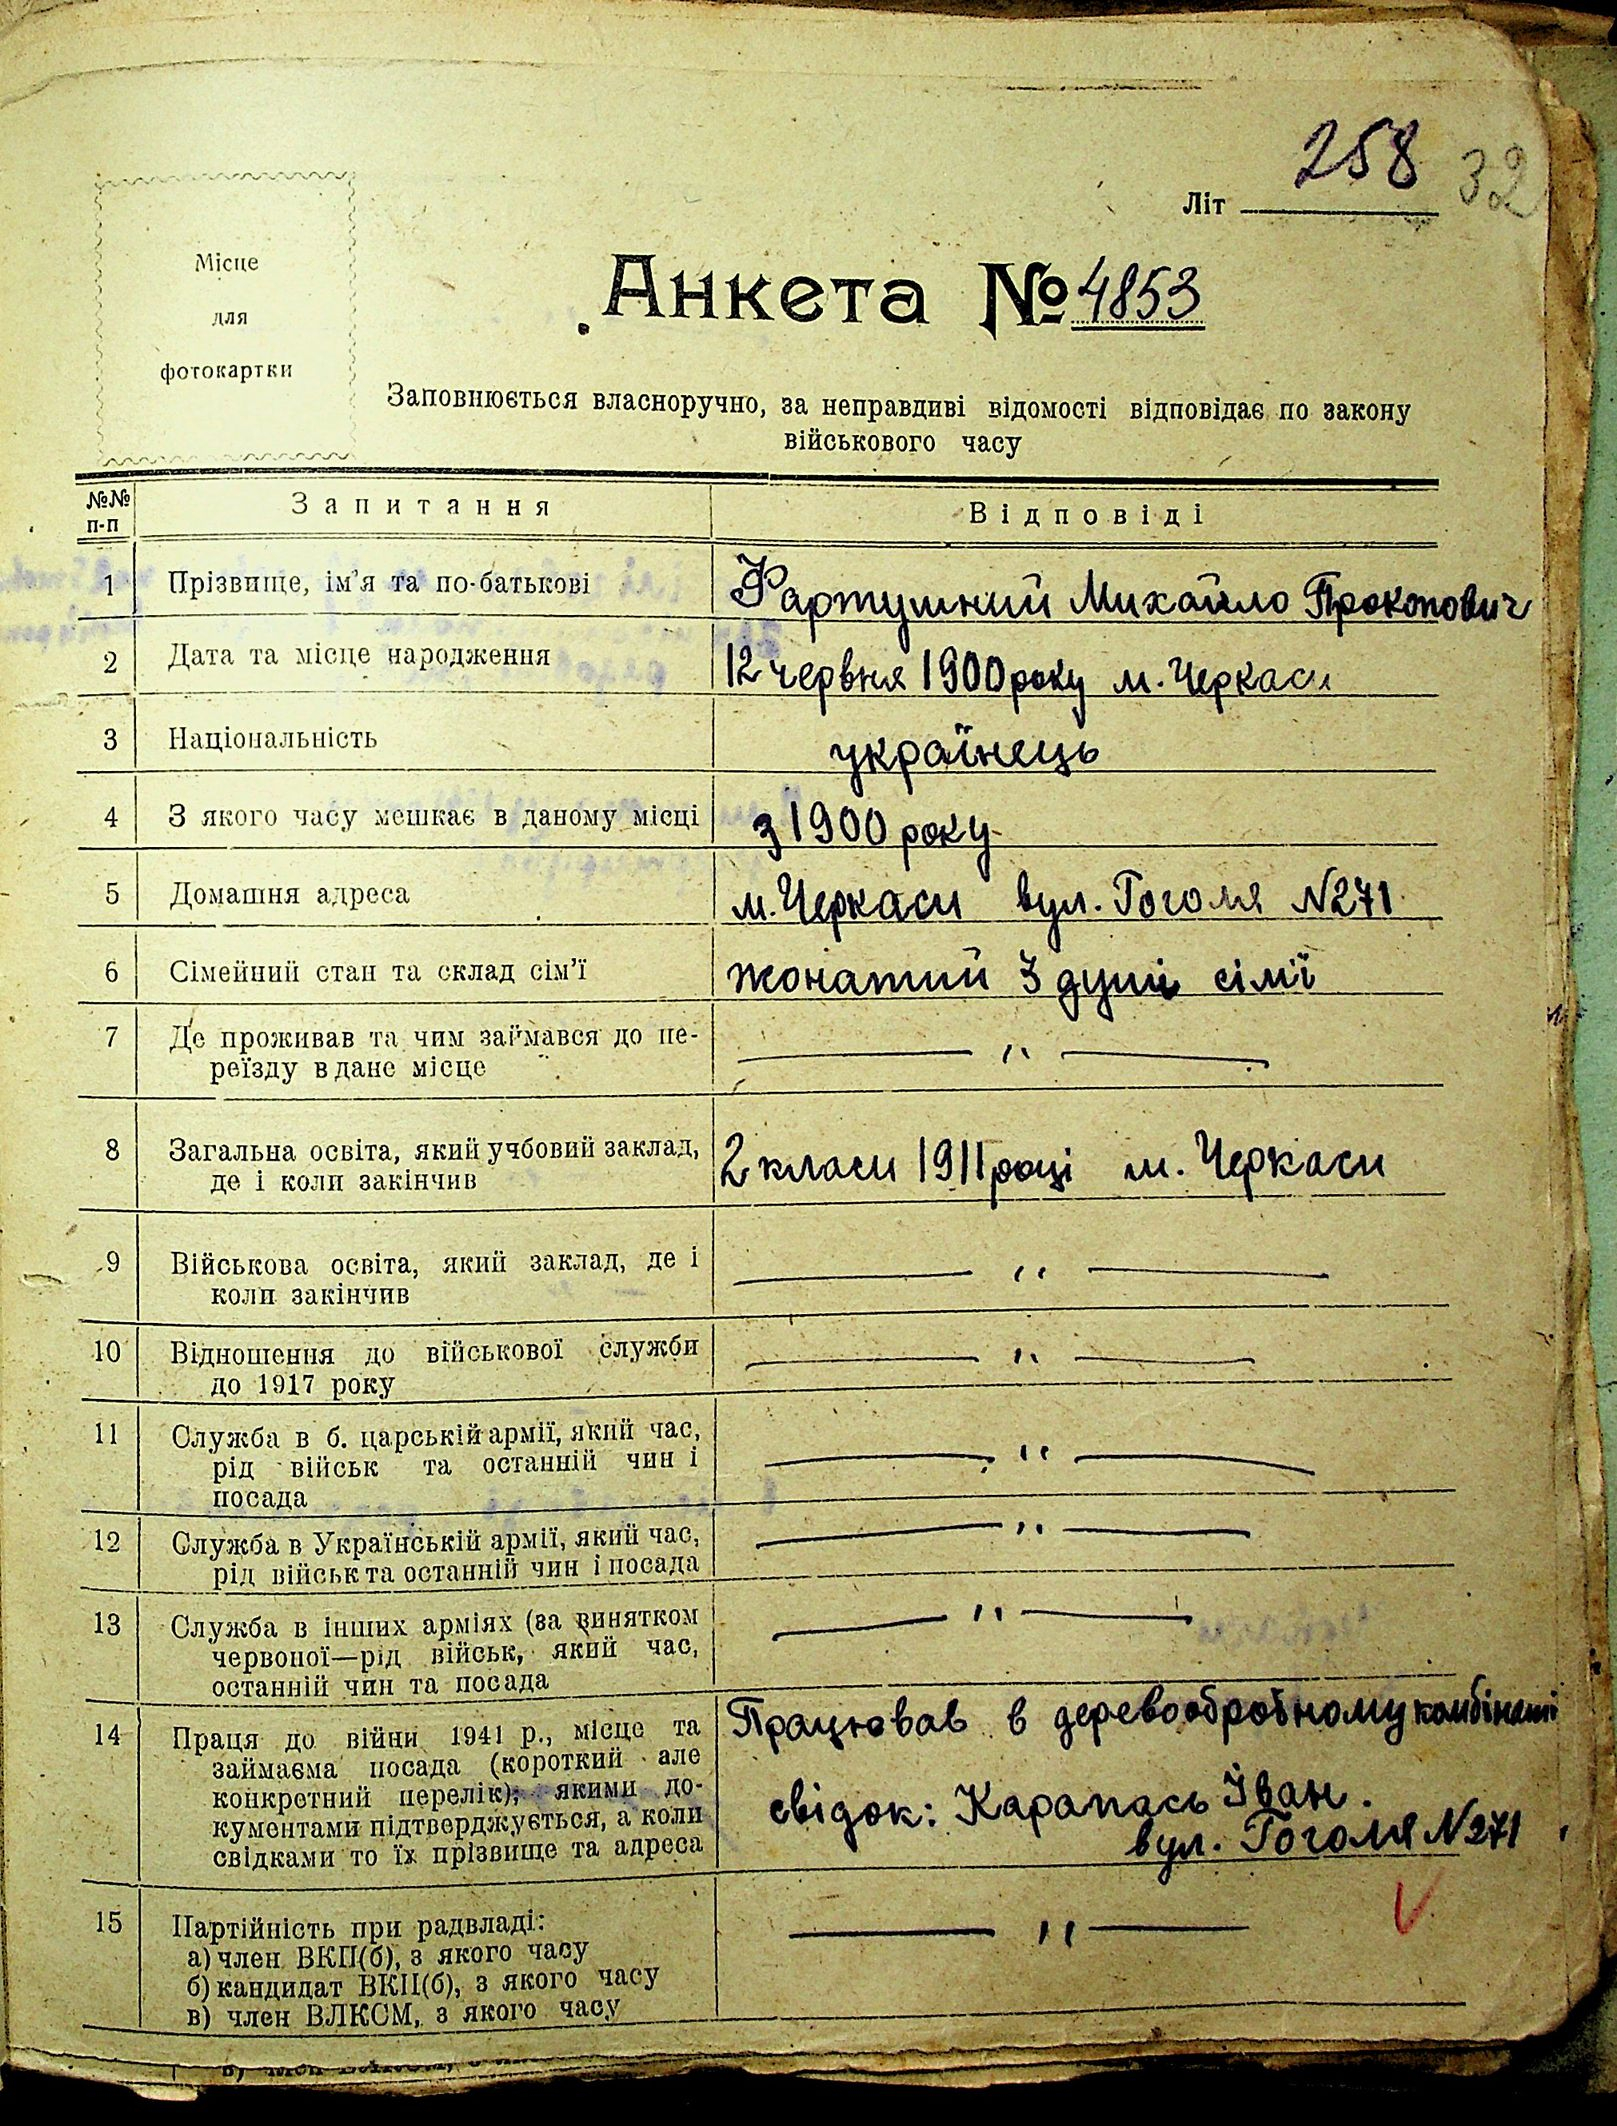 258 32
Літ
Місце
для
фотокартки
Анкета № 4853
Заповнюється власноручно, за неправдиві відомості відповідає по закону
військового часу
№№
п-п
Запитання
Відповіді
1 Прізвище, ім'я та по-батькові Фартушний Михайло Прокопович
2 Дата та місце народження 12 червня 1900 року м. Черкаси
3 Національність українець
4 З якого часу мешкає в даному місці з 1900 року
5 Домашня адреса м. Черкаси вул. Гоголя N271
6 Сімейний стан та склад сім'ї жонатий 3 душі сімї
7 Де проживав та чим займався до пе-
реїзду в дане місце — " —
8 Загальна освіта, який учбовий заклад, 2 класи 1911 році м. Черкаси
де і коли закінчив
9 Військова освіта, який заклад, де і — " —
коли закінчив
10 Відношення до військової служби — " —
до 1917 року
11 Служба в б. царській армії, який час, — " —
рід військ та останній чин і
посада
12 Служба в Українській армії, який час, — " —
рід військ та останній чин і посада
13 Служба в інших арміях (за винятком — " —
червоної—рід військ, який час,
останній чин та посада
14 Праця до війни 1941 р., місце та Працював в деревообробному комбінаті
займаєма посада (короткий але
конкретний перелік); якими до-
кументами підтверджується, а коли свідок: Карапась Іван.
свідками то їх прізвище та адреса вул. Гоголя N271
15 Партійність при радвладі: — " —
а) член ВКП(б), з якого часу
б) кандидат ВКП(б), з якого часу
в) член ВЛКСМ, з якого часу